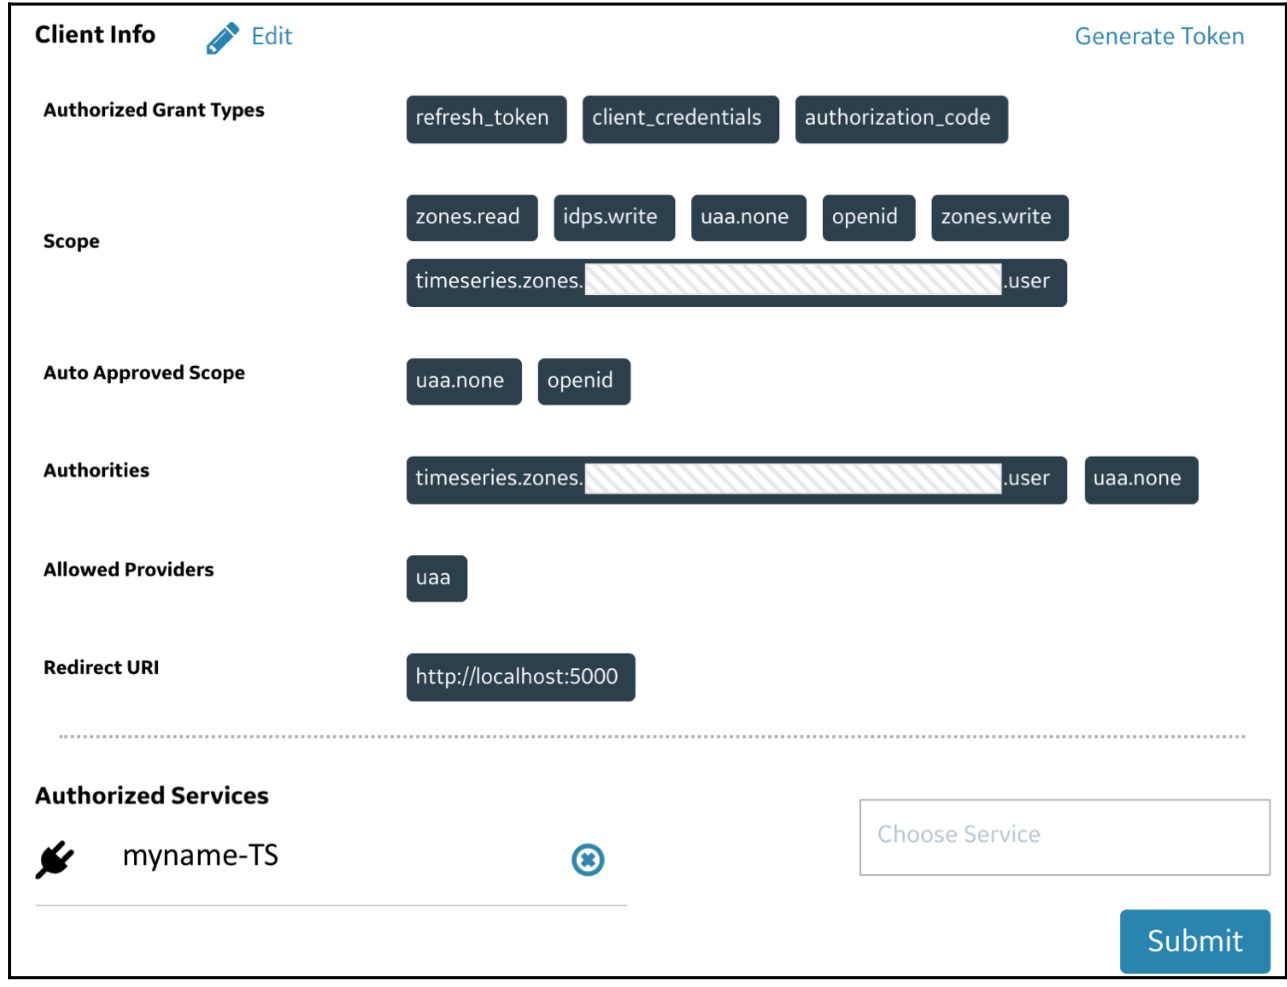 Client Info Edit Generate Token
Authorized Grant Types refresh_token client_credentials authorization_code
Scope zones.read idps.write uaa.none openid zones.write
timeseries.zones. .user
Auto Approved Scope uaa.none openid
Authorities timeseries.zones. .user uaa.none
Allowed Providers uaa
Redirect URI http://localhost:5000
Authorized Services
Choose Service
myname-TS
Submit